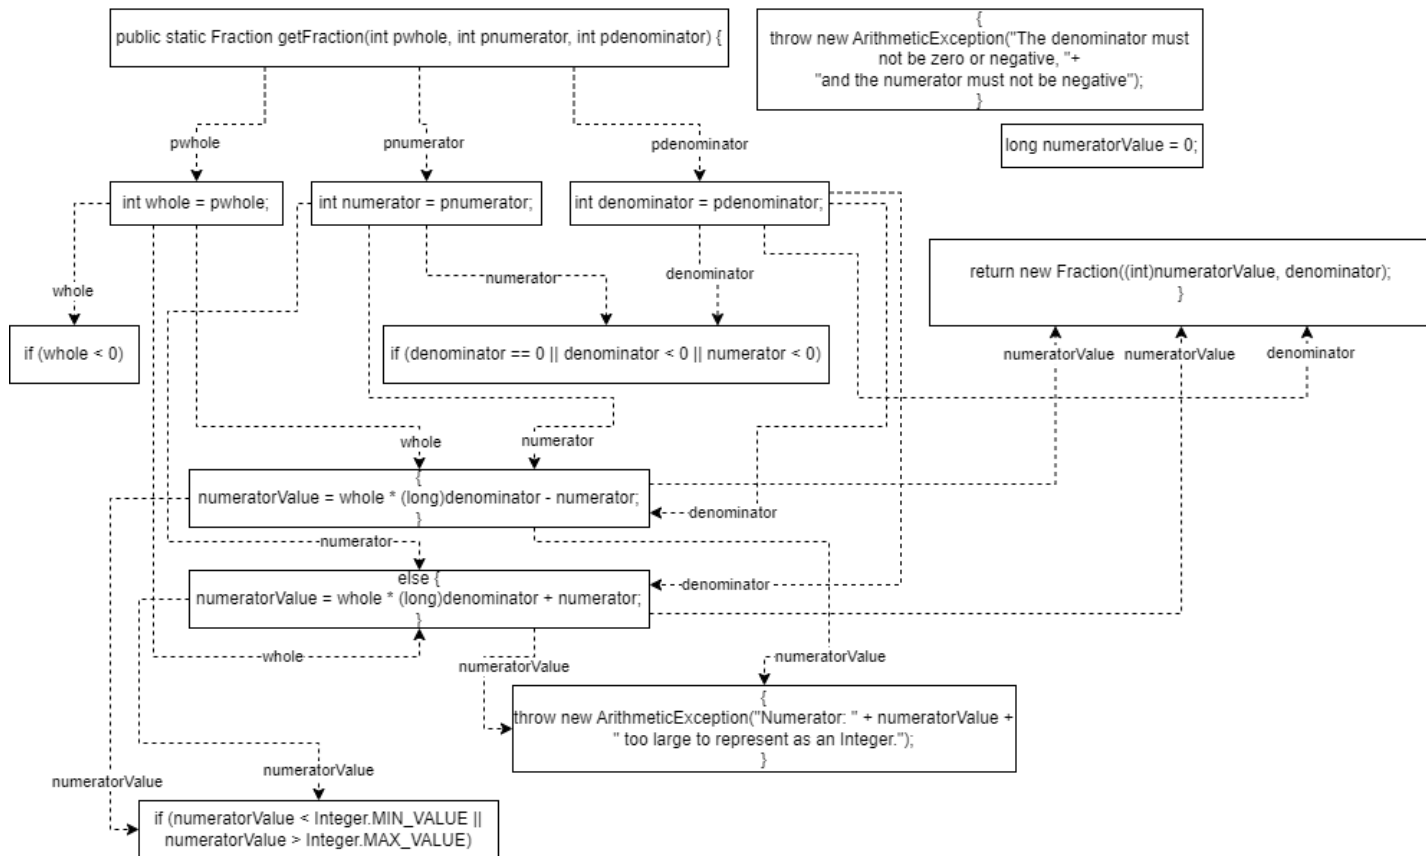 public static Fraction getFraction(int pwhole, int pnumerator, int pdenominator) {
{
throw new ArithmeticException("The denominator must
not be zero or negative, "+
"and the numerator must not be negative");
}
long numeratorValue = 0;
pwhole
pnumerator
pdenominator
int whole = pwhole;
int numerator = pnumerator;
int denominator = pdenominator;
return new Fraction((int)numeratorValue, denominator);
}
whole
numerator
denominator
if (whole < 0)
if (denominator == 0 || denominator < 0 || numerator < 0)
numeratorValue
numeratorValue
denominator
whole
numerator
{
numeratorValue = whole * (long)denominator - numerator;
}
denominator
numerator
else {
numeratorValue = whole * (long)denominator + numerator;
}
denominator
whole
numeratorValue
numeratorValue
{
throw new ArithmeticException("Numerator: " + numeratorValue +
" too large to represent as an Integer.");
}
numeratorValue
numeratorValue
if (numeratorValue < Integer.MIN_VALUE ||
numeratorValue > Integer.MAX_VALUE)